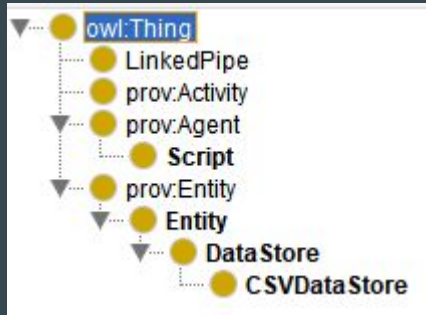 owl:Thing
LinkedPipe
prov:Activity
prov:Agent
Script
prov:Entity
Entity
DataStore
CSVDataStore